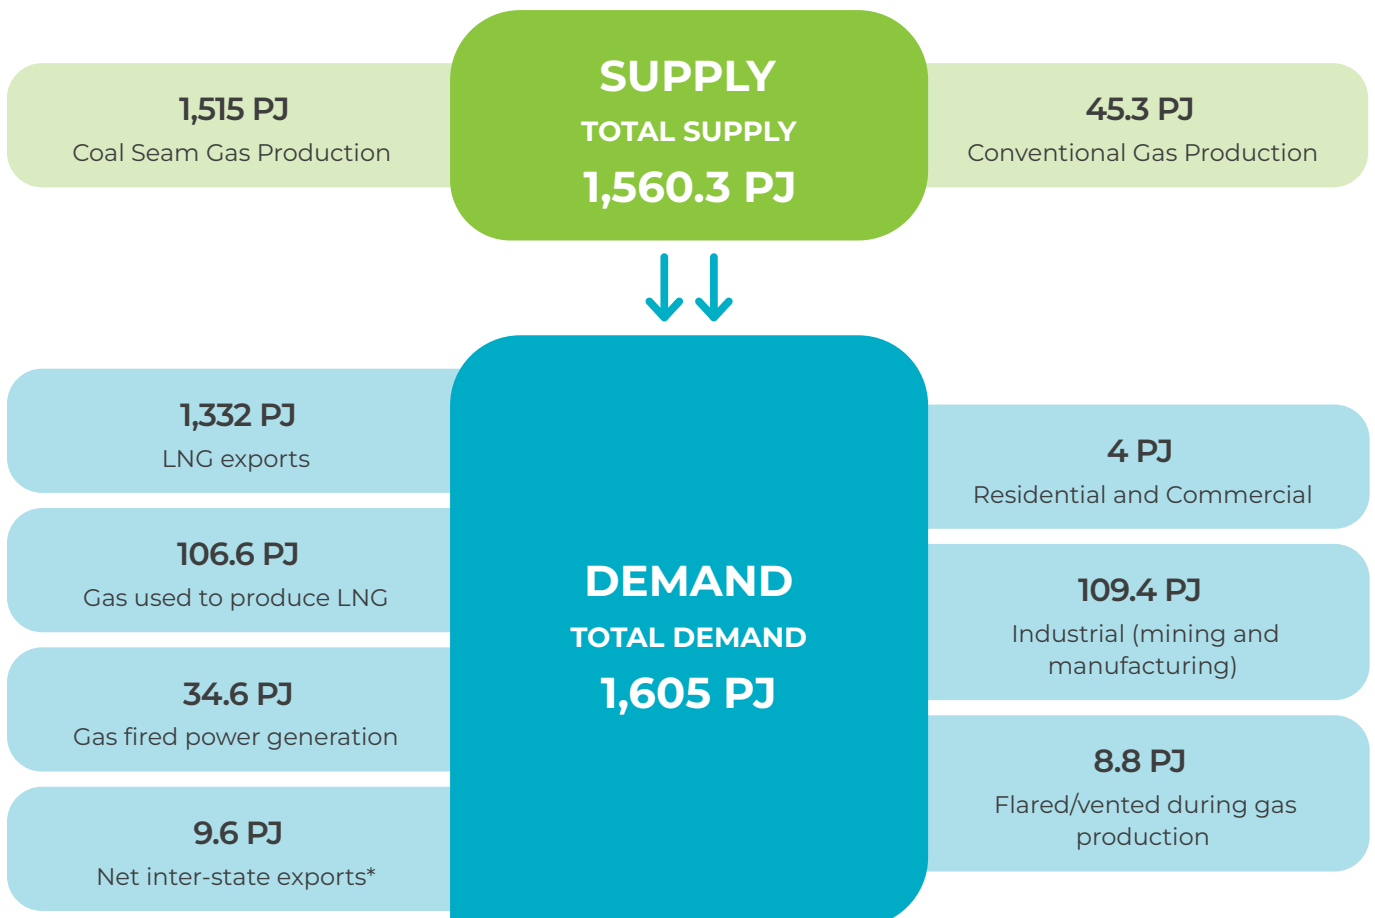 SUPPLY
TOTAL SUPPLY
1,560.3 PJ
1,515 PJ
Coal Seam Gas Production
45.3 PJ
Conventional Gas Production
1,332 PJ
LNG exports
106.6 PJ
Gas used to produce LNG
34.6 PJ
Gas fired power generation
9.6 PJ
Net inter-state exports*
DEMAND
TOTAL DEMAND
1,605 PJ
4 PJ
Residential and Commercial
109.4 PJ
Industrial (mining and
manufacturing)
8.8 PJ
Flared/vented during gas
production